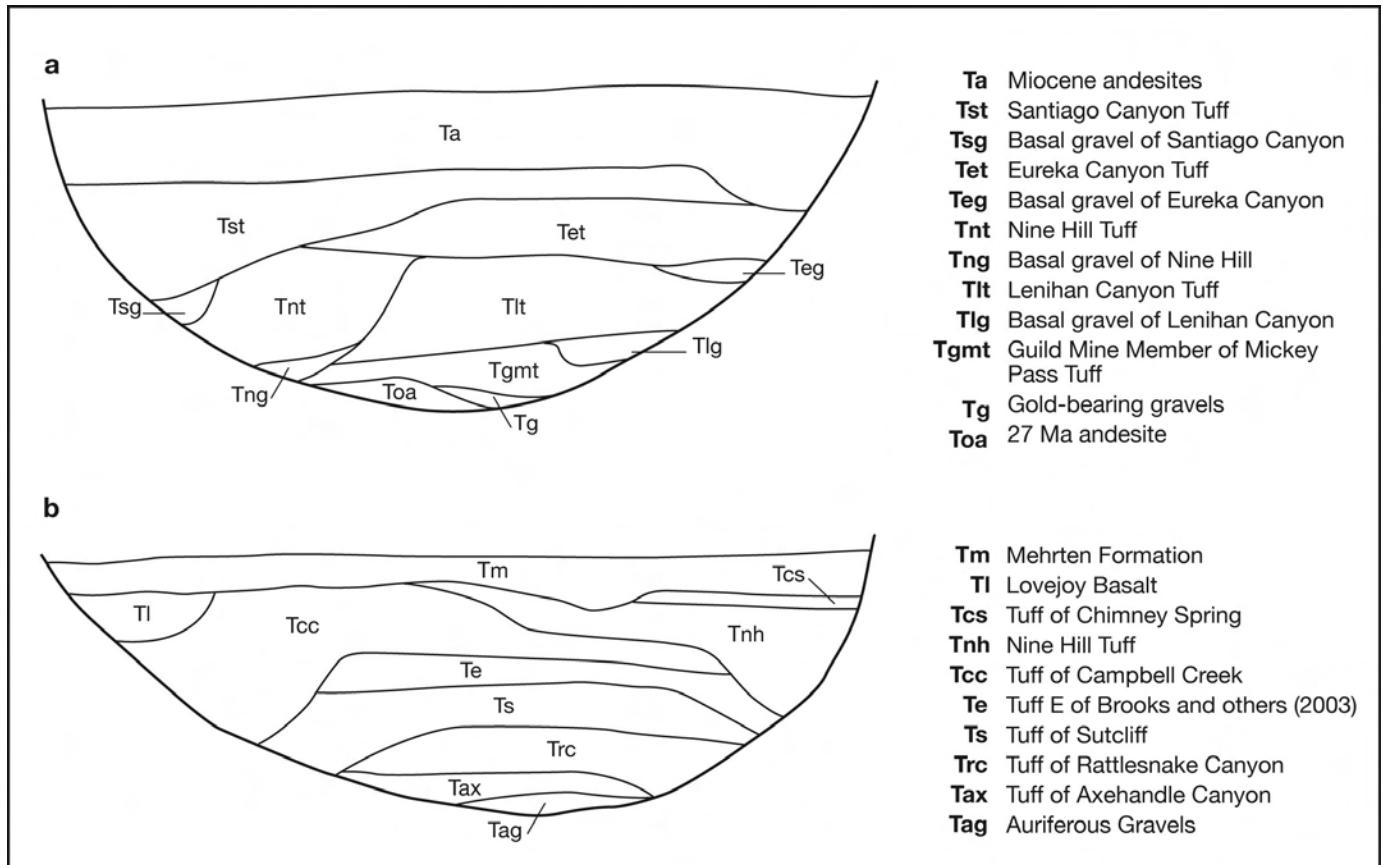 a
Ta
Tst
Tet
Teg
Tsg
Tnt
Tlt
Tlg
Tgmt
Tng
Toa
Tg
Ta Miocene andesites
Tst Santiago Canyon Tuff
Tsg Basal gravel of Santiago Canyon
Tet Eureka Canyon Tuff
Teg Basal gravel of Eureka Canyon
Tnt Nine Hill Tuff
Tng Basal gravel of Nine Hill
Tlt Lenihan Canyon Tuff
Tlg Basal gravel of Lenihan Canyon
Tgmt Guild Mine Member of Mickey
Pass Tuff
Tg Gold-bearing gravels
Toa 27 Ma andesite
b
Tm
Tcs
Tl
Tcc
Tnh
Te
Ts
Trc
Tax
Tag
Tm Mehrten Formation
Tl Lovejoy Basalt
Tcs Tuff of Chimney Spring
Tnh Nine Hill Tuff
Tcc Tuff of Campbell Creek
Te Tuff E of Brooks and others (2003)
Ts Tuff of Sutcliff
Trc Tuff of Rattlesnake Canyon
Tax Tuff of Axehandle Canyon
Tag Auriferous Gravels